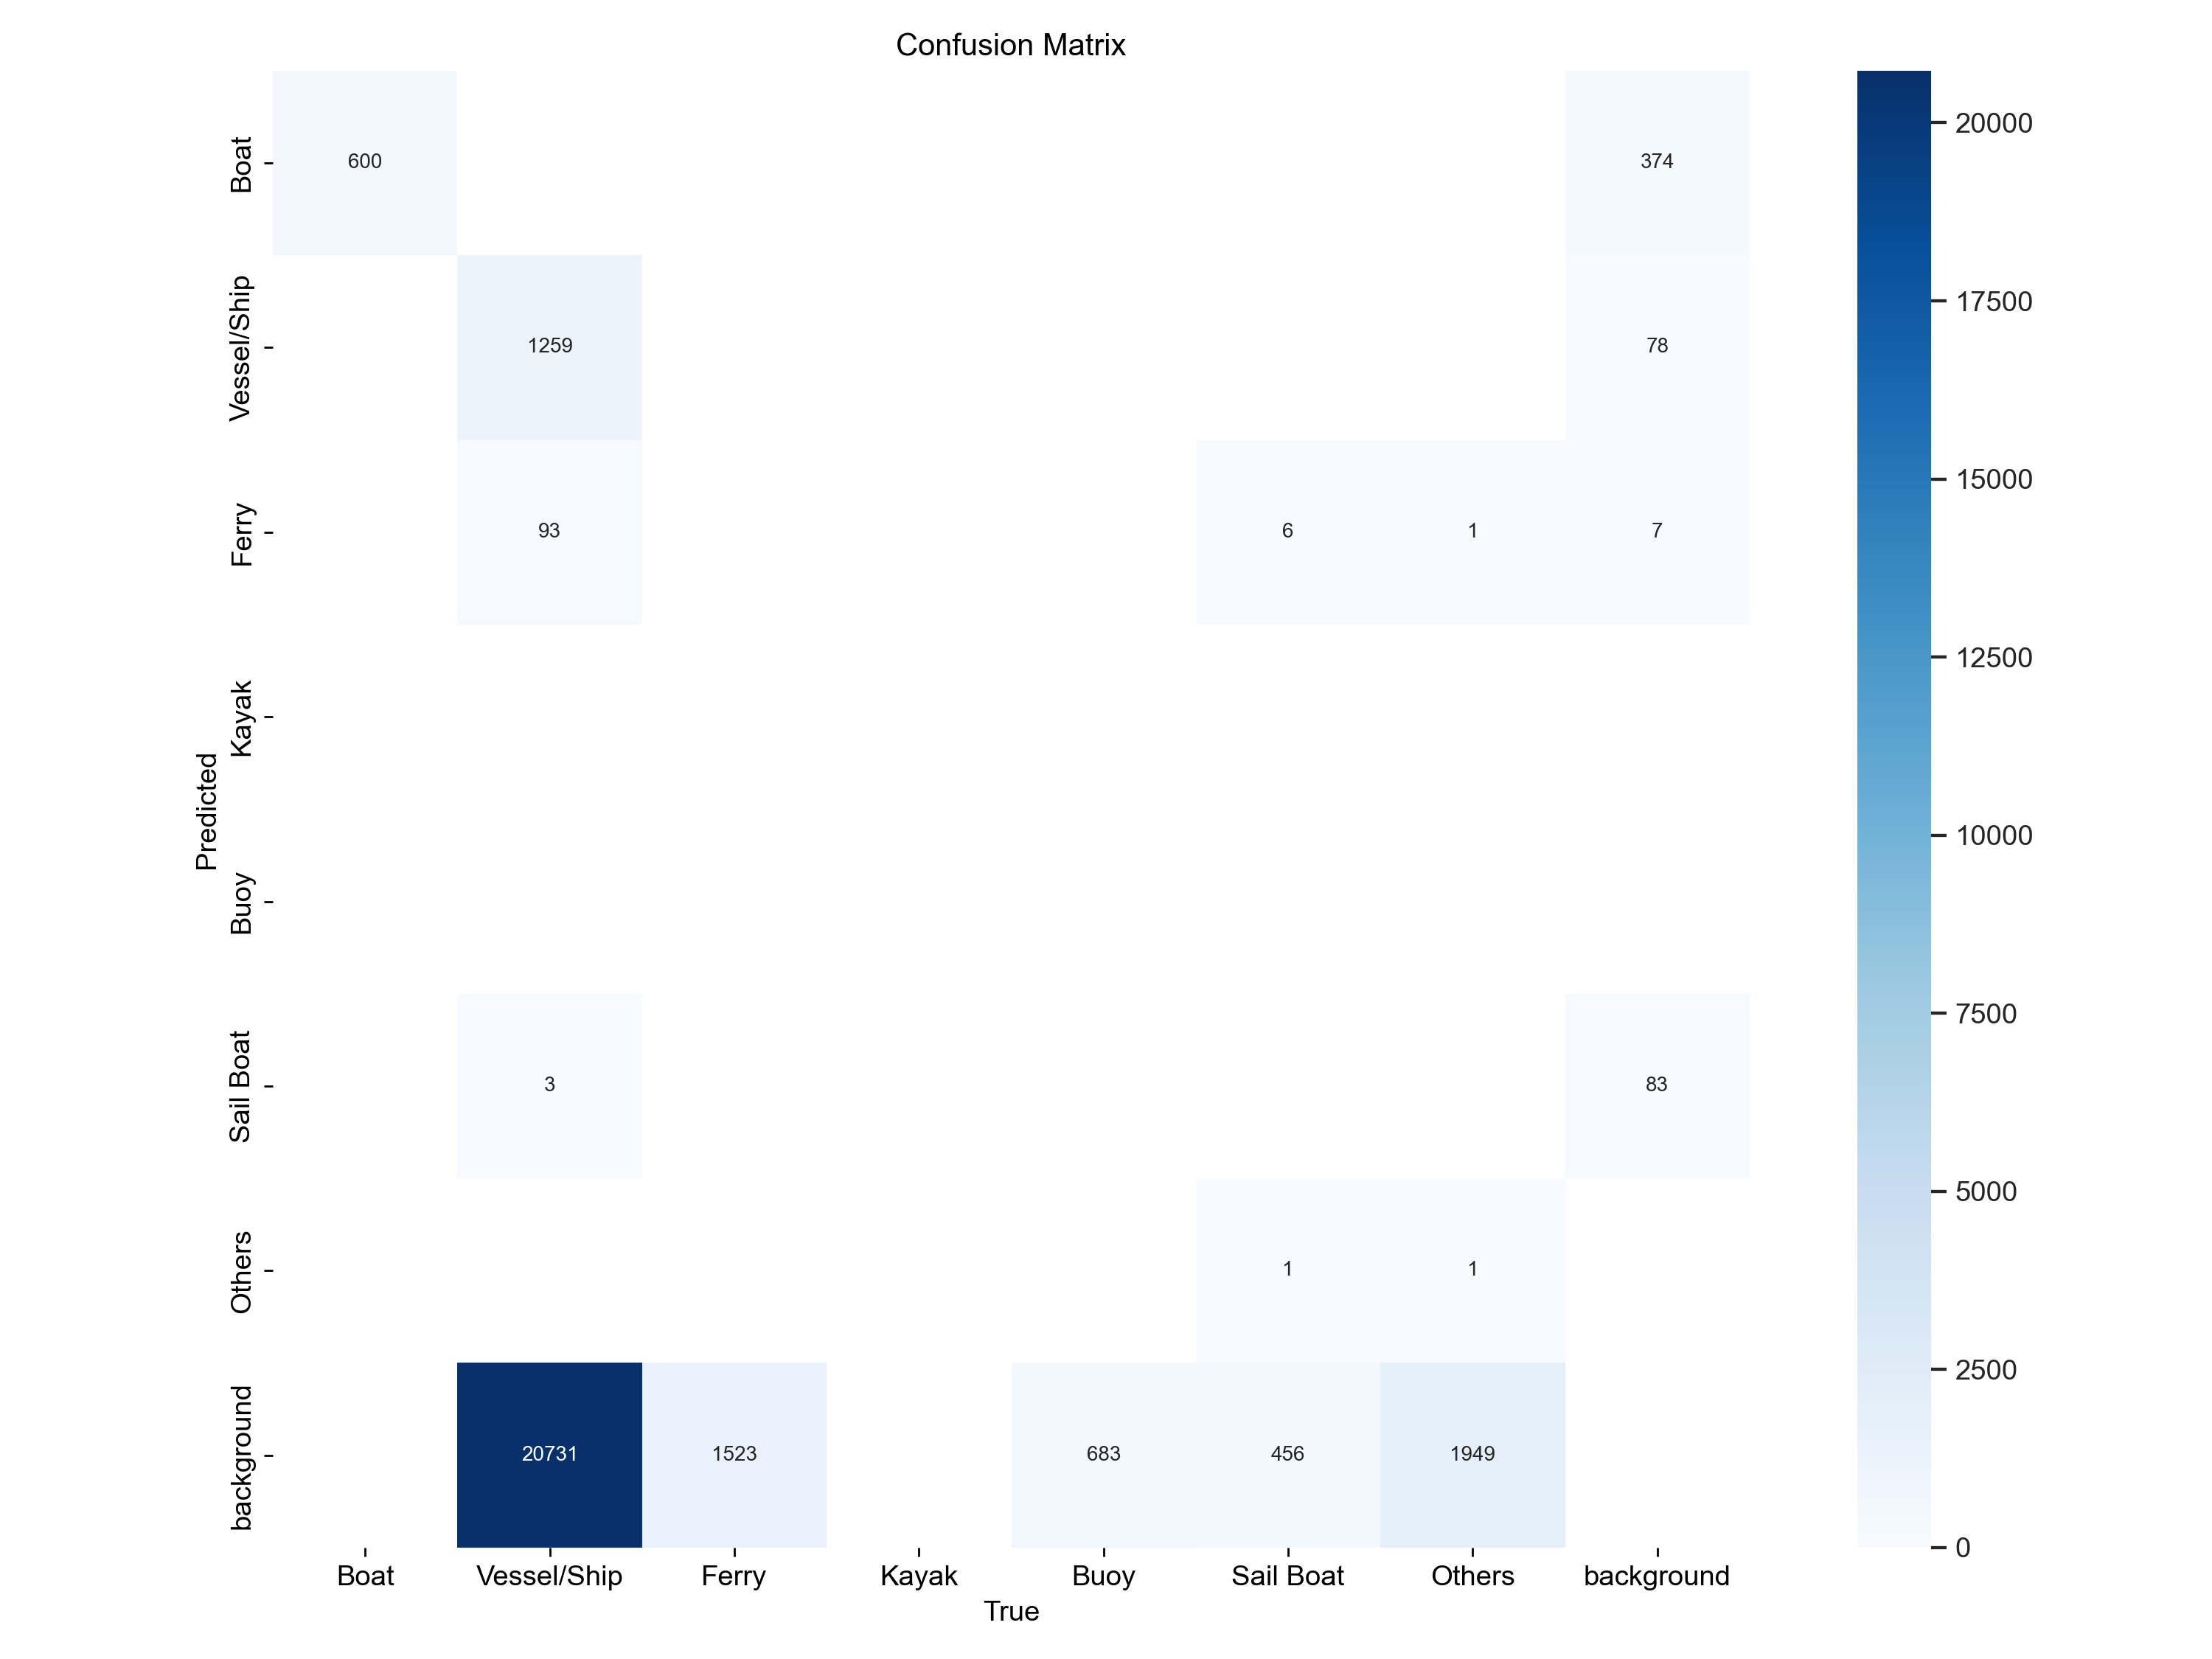 Confusion Matrix
Boat
600
374
20000
17500
Vessel/Ship
1259
78
15000
Ferry
93
6
1
7
12500
Kayak
Predicted
10000
Buoy
7500
Sail Boat
3
83
5000
Others
1
1
2500
background
20731
1523
683
456
1949
0
Boat
Vessel/Ship
Ferry
Kayak
Buoy
Sail Boat
Others
background
True